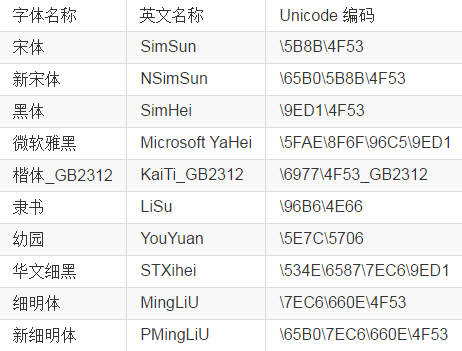 字体名称 英文名称 Unicode 编码
宋体 SimSun \5B8B\4F53
新宋体 NSimSun \65B0\5B8B\4F53
黑体 SimHei \9ED1\4F53
微软雅黑 Microsoft YaHei \5FAE\8F6F\96C5\9ED1
楷体_GB2312 KaiTi_GB2312 \6977\4F53_GB2312
隶书 LiSu \96B6\4E66
幼园 YouYuan \5E7C\5706
华文细黑 STXihei \534E\6587\7EC6\9ED1
细明体 MingLiU \7EC6\660E\4F53
新细明体 PMingLiU \65B0\7EC6\660E\4F53